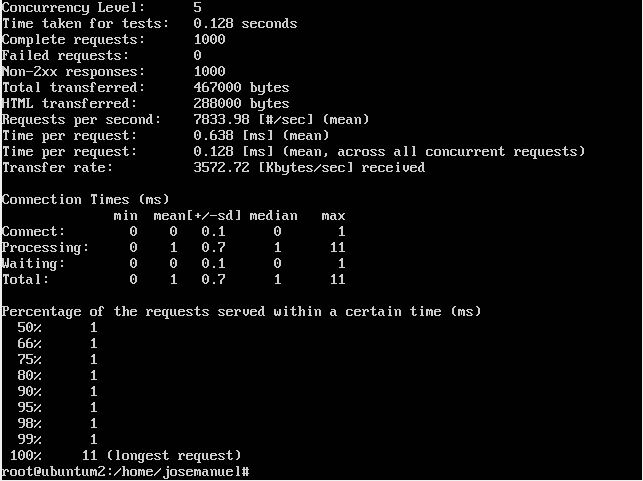 Concurrency Level:      5
Time taken for tests:   0.128 seconds
Complete requests:      1000
Failed requests:        0
Non-2xx responses:      1000
Total transferred:      467000 bytes
HTML transferred:       288000 bytes
Requests per second:    7833.98 [#/sec] (mean)
Time per request:       0.638 [ms] (mean)
Time per request:       0.128 [ms] (mean, across all concurrent requests)
Transfer rate:          3572.72 [Kbytes/sec] received

Connection Times (ms)
              min  mean[+/-sd] median   max
Connect:        0    0   0.1      0       1
Processing:     0    1   0.7      1      11
Waiting:        0    0   0.1      0       1
Total:          0    1   0.7      1      11

Percentage of the requests served within a certain time (ms)
  50%      1
  66%      1
  75%      1
  80%      1
  90%      1
  95%      1
  98%      1
  99%      1
 100%     11 (longest request)
root@ubuntum2:/home/josemanuel#